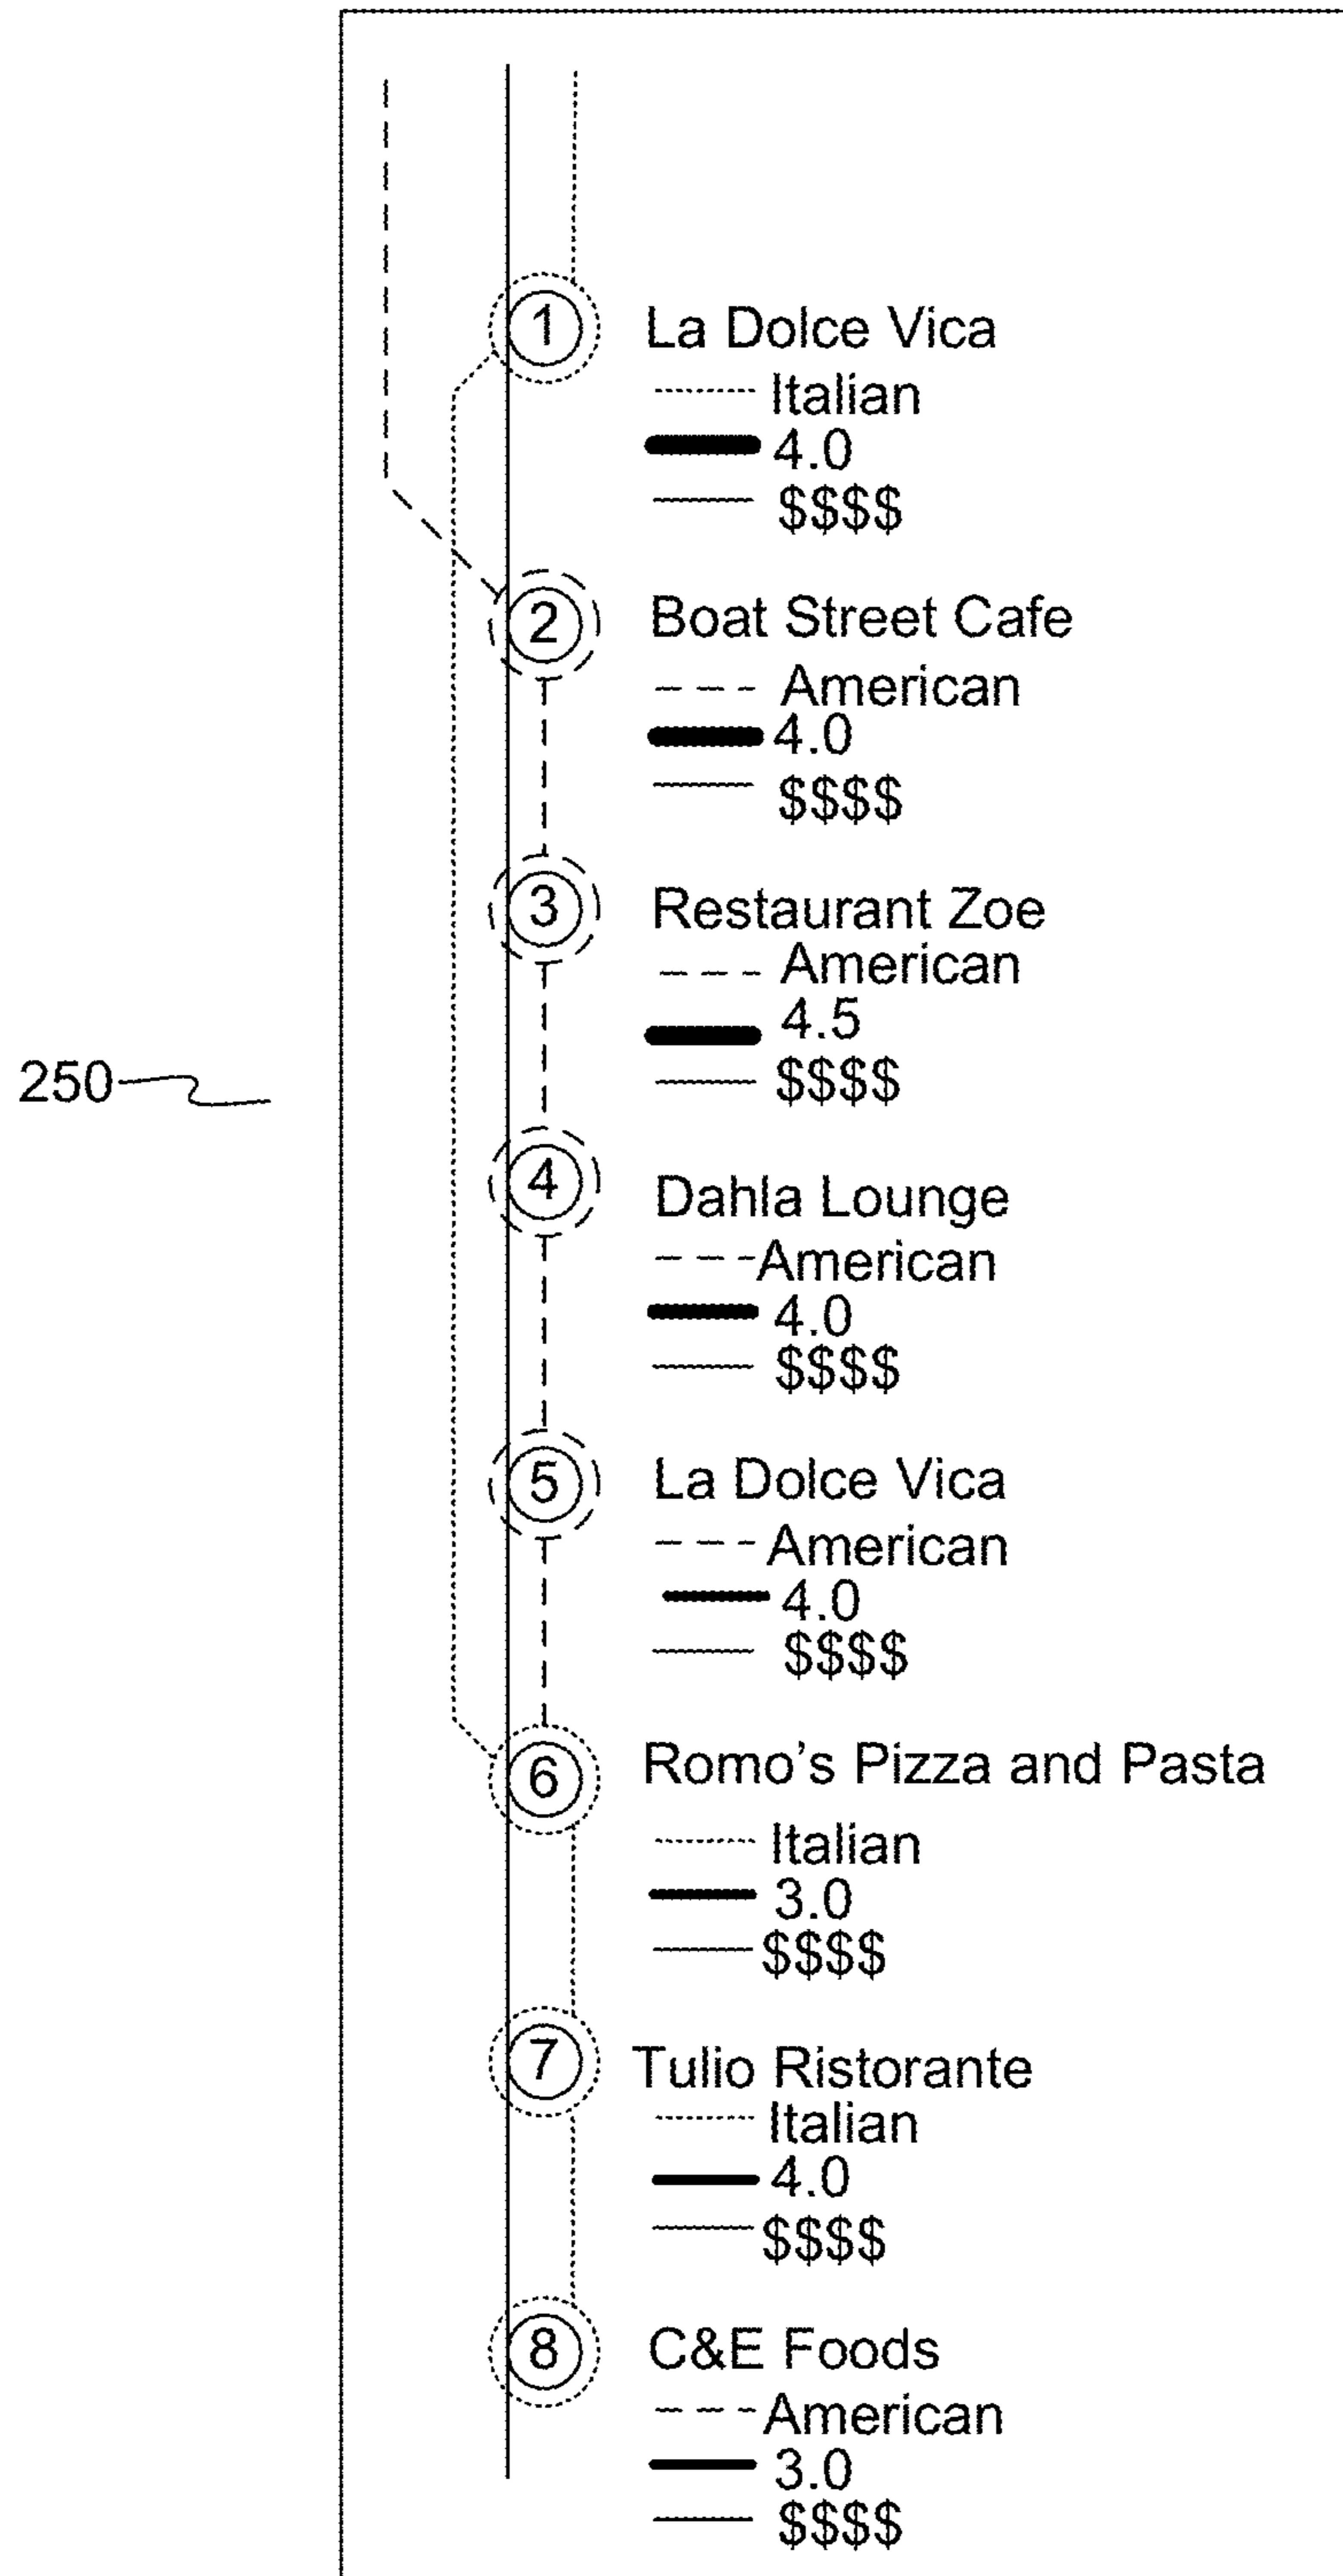 1 La Dolce Vica
Italian
4.0
$$$$
2 Boat Street Cafe
American
4.0
$$$$
3 Restaurant Zoe
American
4.5
$$$$
250
4 Dahla Lounge
American
4.0
$$$$
5 La Dolce Vica
American
4.0
$$$$
6 Romo's Pizza and Pasta
Italian
3.0
$$$$
7 Tulio Ristorante
Italian
4.0
$$$$
8 C&E Foods
American
3.0
$$$$